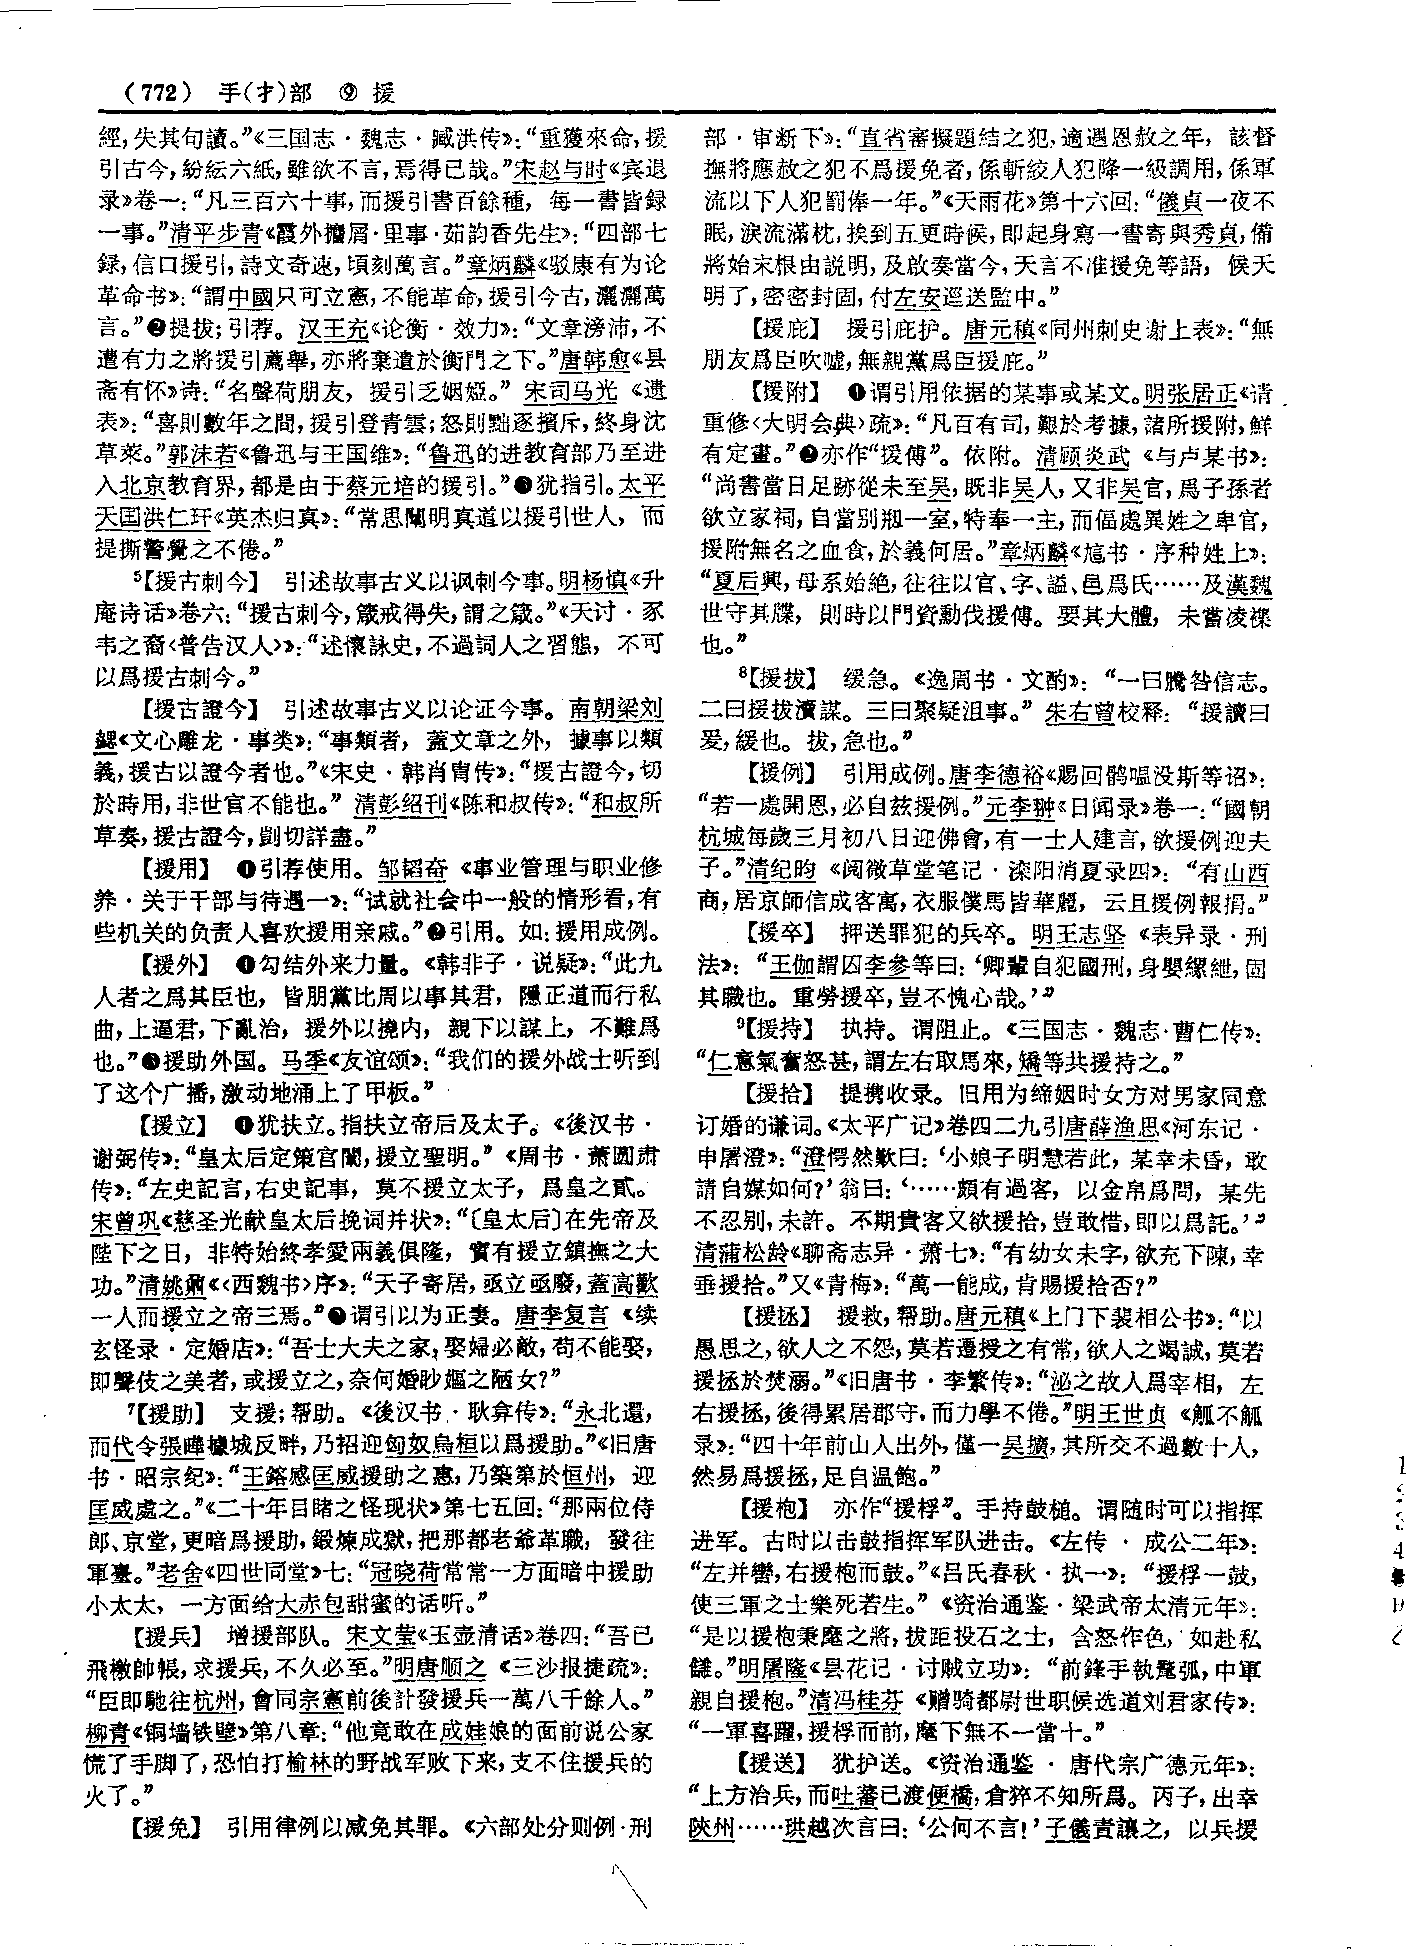 (772) 手(扌)部 ⑨ 援
經,失其句讀。”《三国志·魏志·臧洪传》:“重獲來命,援
引古今,紛紜六紙,雖欲不言,焉得已哉。”宋赵与时《宾退
录》卷一:“凡三百六十事,而援引書百餘種,每一書皆録
一事。”清平步青《霞外攟屑·里事·茹韵香先生》:“四部七
録,信口援引,詩文奇速,頃刻萬言。”章炳麟《驳康有为论
革命书》:“謂中國只可立憲,不能革命,援引今古,灑灑萬
言。”❷提拔;引荐。汉王充《论衡·效力》:“文章滂沛,不
遭有力之將援引薦舉,亦將棄遺於衡門之下。”唐韩愈《县
斋有怀》诗:“名聲荷朋友,援引乏姻婭。”宋司马光《遗
表》:“喜則數年之間,援引登青雲;怒則黜逐擯斥,終身沈
草莱。”郭沫若《鲁迅与王国维》:“鲁迅的进教育部乃至进
入北京教育界,都是由于蔡元培的援引。”❸犹指引。太平
天囯洪仁玕《英杰归真》:“常思闡明真道以援引世人,而
提撕警覺之不倦。”
5【援古刺今】 引述故事古义以讽刺今事。明杨慎《升
庵诗话》卷六:“援古刺今,箴戒得失,謂之箴。”《天讨·豕
韦之裔〈普告汉人〉》:“述懷詠史,不過詞人之習態,不可
以爲援古刺今。”
【援古證今】 引述故事古义以论证今事。南朝梁刘
勰《文心雕龙·事类》:“事類者,蓋文章之外,據事以類
義,援古以證今者也。”《宋史·韩肖胄传》:“援古證今,切
於時用,非世官不能也。”清彭绍升《陈和叔传》:“和叔所
草奏,援古證今,剴切詳盡。”
【援用】 ❶引荐使用。邹韬奋《事业管理与职业修
养·关于干部与待遇一》:“试就社会中一般的情形看,有
些机关的负责人喜欢援用亲戚。”❷引用。如:援用成例。
【援外】 ❶勾结外来力量。《韩非子·说疑》:“此九
人者之爲其臣也,皆朋黨比周以事其君,隱正道而行私
曲,上逼君,下亂治,援外以撓内,親下以謀上,不難爲
也。”❷援助外国。马季《友谊颂》:“我们的援外战士听到
了这个广播,激动地涌上了甲板。”
【援立】 ❶犹扶立。指扶立帝后及太子。《後汉书·
谢弼传》:“皇太后定策宫闈,援立聖明。”《周书·萧圆肃
传》:“左史記言,右史記事,莫不援立太子,爲皇之貳。
宋曾巩《慈圣光献皇太后挽词并状》:“〔皇太后〕在先帝及
陛下之日,非特始終孝愛兩義俱隆,實有援立鎮撫之大
功。”清姚鼐《〈西魏书〉序》:“天子寄居,亟立亟廢,蓋高歡
一人而援立之帝三焉。”❷谓引以为正妻。唐李复言《续
玄怪录·定婚店》:“吾士大夫之家,娶婦必敵,苟不能娶,
即聲伎之美者,或援立之,奈何婚眇嫗之陋女?”
7【援助】 支援;帮助。《後汉书·耿弇传》:“永北還,
而代令張曄據城反畔,乃招迎匈奴烏桓以爲援助。”《旧唐
书·昭宗纪》:“王鎔感匡威援助之惠,乃築第於恒州,迎
匡威處之。”《二十年目睹之怪现状》第七五回:“那兩位侍
郎、京堂,更暗爲援助,鍛煉成獄,把那都老爺革職,發往
軍臺。”老舍《四世同堂》七:“冠晓荷常常一方面暗中援助
小太太,一方面给大赤包甜蜜的话听。”
【援兵】 增援部队。宋文莹《玉壶清话》卷四:“吾已
飛檄帥帳,求援兵,不久必至。”明唐顺之《三沙报捷疏》:
“臣即馳往杭州,會同宗憲前後計發援兵一萬八千餘人。”
柳青《铜墙铁壁》第八章:“他竟敢在成娃娘的面前说公家
慌了手脚了,恐怕打榆林的野战军败下来,支不住援兵的
火了。”
【援免】 引用律例以减免其罪。《六部处分则例·刑
部·审断下》:“直省審擬題結之犯,適遇恩赦之年,該督
撫將應赦之犯不爲援免者,係斬絞人犯降一級調用,係軍
流以下人犯罰俸一年。”《天雨花》第十六回:“儀貞一夜不
眠,淚流滿枕,挨到五更時候,即起身寫一書寄與秀貞,備
將始末根由説明,及啟奏當今,天言不准援免等語,候天
明了,密密封固,付左安逕送監中。”
【援庇】 援引庇护。唐元稹《同州刺史谢上表》:“無
朋友爲臣吹噓,無親黨爲臣援庇。”
【援附】 ❶谓引用依据的某事或某文。明张居正《请
重修〈大明会典〉疏》:“凡百有司,艱於考據,諸所援附,鮮
有定畫。”❷亦作“援傅”。依附。清顾炎武《与卢某书》:
“尚書當日足跡從未至吴,既非吴人,又非吴官,爲子孫者
欲立家祠,自當别剏一室,特奉一主,而偪處異姓之卑官,
援附無名之血食,於義何居。”章炳麟《訄书·序种姓上》:
“夏后興,母系始絶,往往以官、字、謚、邑爲氏……及漢魏
世守其牒,則時以門資勳伐援傅。要其大體,未嘗凌襍
也。”
8【援拔】 缓急。《逸周书·文酌》:“一曰騰咎信志。
二曰援拔瀆謀。三曰聚疑沮事。”朱右曾校释:“援讀曰
爰,緩也。拔,急也。”
【援例】 引用成例。唐李德裕《赐回鹘嗢没斯等诏》:
“若一處開恩,必自兹援例。”元李翀《日闻录》卷一:“國朝
杭城每歲三月初八日迎佛會,有一士人建言,欲援例迎夫
子。”清纪昀《阅微草堂笔记·滦阳消夏录四》:“有山西
商,居京師信成客寓,衣服僕馬皆華麗,云且援例報捐。”
【援卒】 押送罪犯的兵卒。明王志坚《表异录·刑
法》:“王伽謂囚李參等曰:‘卿輩自犯國刑,身嬰縲紲,固
其職也。重勞援卒,豈不愧心哉。’”
9【援持】 执持。谓阻止。《三国志·魏志·曹仁传》:
“仁意氣奮怒甚,謂左右取馬來,矯等共援持之。”
【援拾】 提携收录。旧用为缔姻时女方对男家同意
订婚的谦词。《太平广记》卷四二九引唐薛渔思《河东记·
申屠澄》:“澄愕然歎曰:‘小娘子明慧若此,某幸未昏,敢
請自媒如何?’翁曰:‘……頗有過客,以金帛爲問,某先
不忍别,未許。不期貴客又欲援拾,豈敢惜,即以爲託。’”
清蒲松龄《聊斋志异·萧七》:“有幼女未字,欲充下陳,幸
垂援拾。”又《青梅》:“萬一能成,肯賜援拾否?”
【援拯】 援救,帮助。唐元稹《上门下裴相公书》:“以
愚思之,欲人之不怨,莫若遷授之有常,欲人之竭誠,莫若
援拯於焚溺。”《旧唐书·李繁传》:“泌之故人爲宰相,左
右援拯,後得累居郡守,而力學不倦。”明王世贞《觚不觚
录》:“四十年前山人出外,僅一吴擴,其所交不過數十人,
然易爲援拯,足自温飽。”
【援枹】 亦作“援桴”。手持鼓槌。谓随时可以指挥
进军。古时以击鼓指挥军队进击。《左传·成公二年》:
“左并轡,右援枹而鼓。”《吕氏春秋·执一》:“援桴一鼓,
使三軍之士樂死若生。”《资治通鉴·梁武帝太清元年》:
“是以援枹秉麾之將,拔距投石之士,含怒作色,如赴私
讎。”明屠隆《昙花记·讨贼立功》:“前鋒手執螯弧,中軍
親自援枹。”清冯桂芬《赠骑都尉世职候选道刘君家传》:
“一軍喜躍,援桴而前,麾下無不一當十。”
【援送】 犹护送。《资治通鉴·唐代宗广德元年》:
“上方治兵,而吐蕃已渡便橋,倉猝不知所爲。丙子,出幸
陝州……珙越次言曰:‘公何不言!’子儀責讓之,以兵援